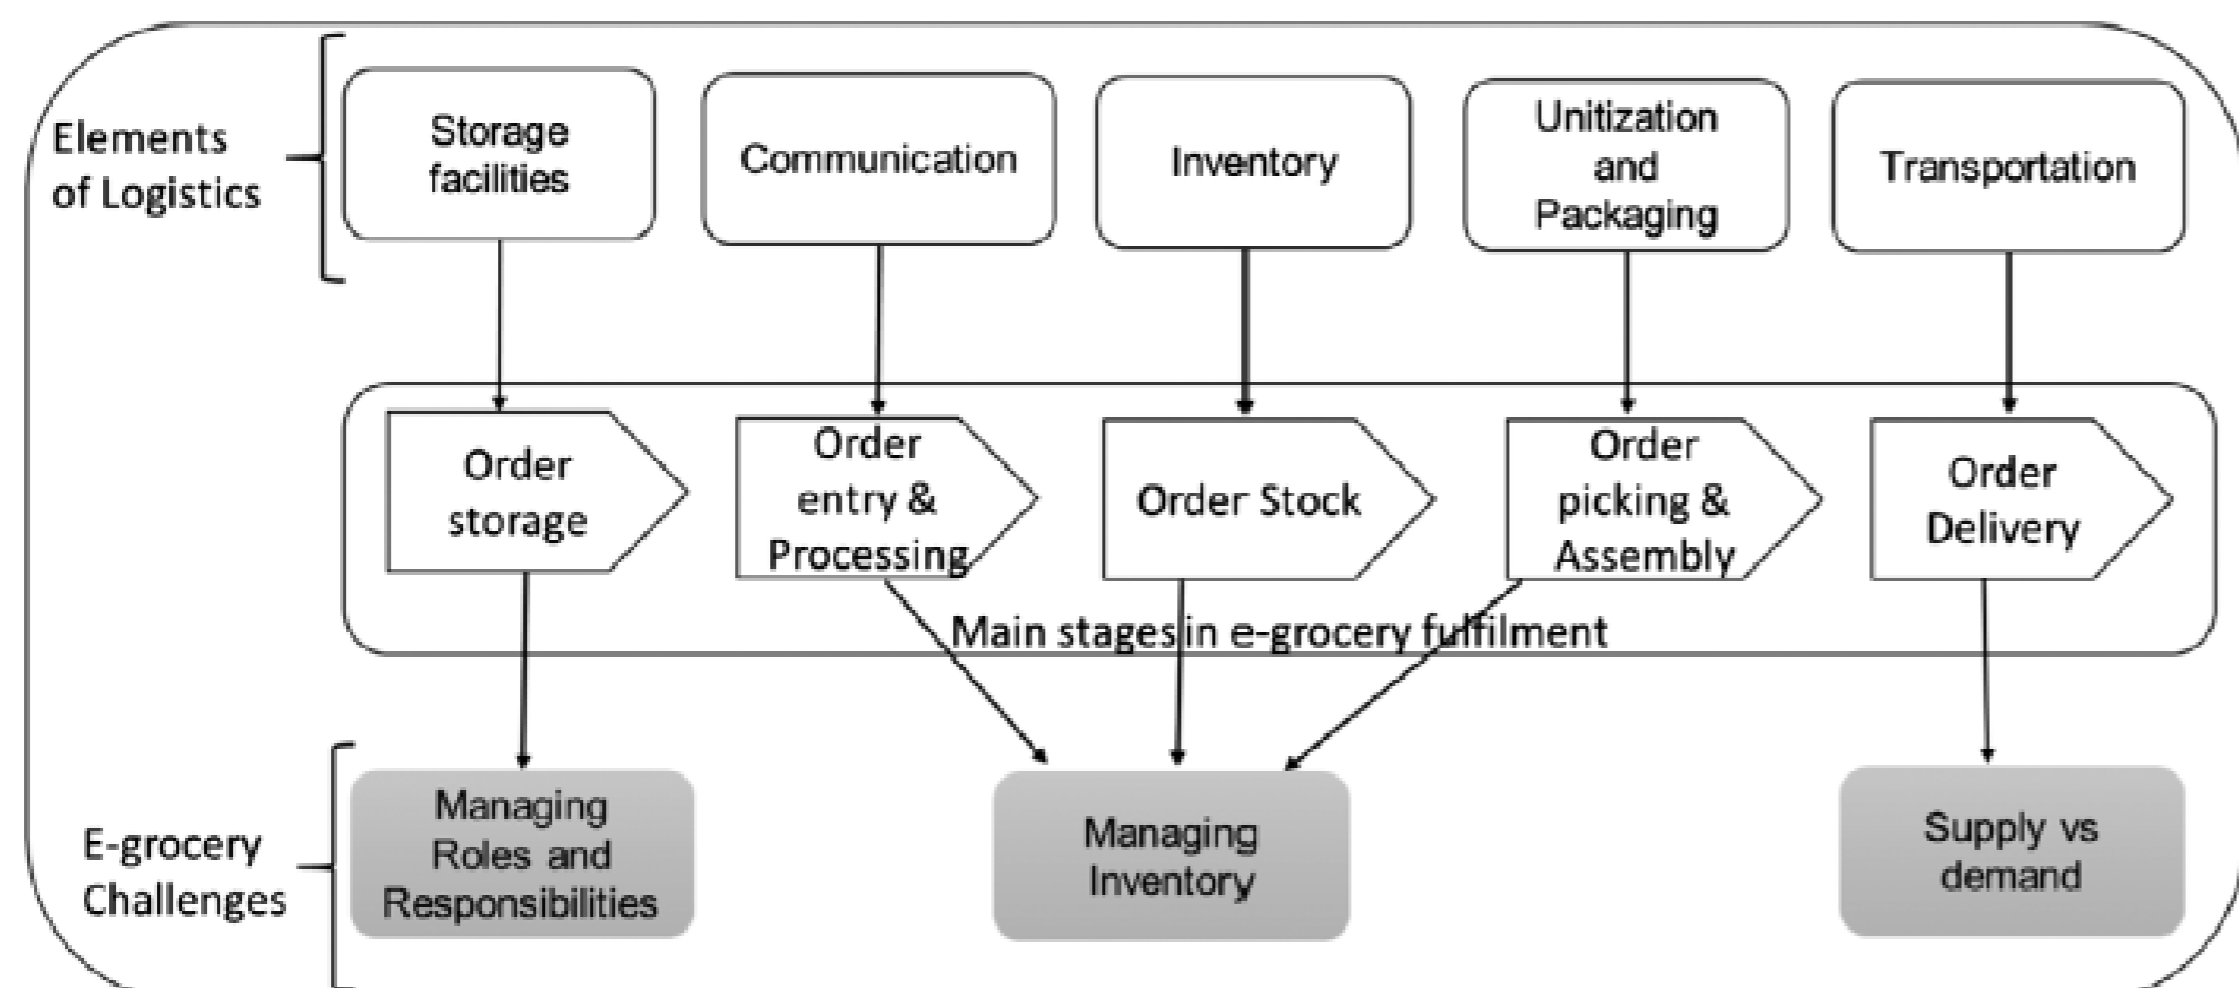 Elements
of Logistics
Storage
facilities
Communication
Inventory
Unitization
and
Packaging
Transportation
Order
storage
Order
entry &
Processing
Order Stock
Order
picking &
Assembly
Order
Delivery
Main stages in e-grocery fulfilment
E-grocery
Challenges
Managing
Roles and
Responsibilities
Managing
Inventory
Supply vs
demand